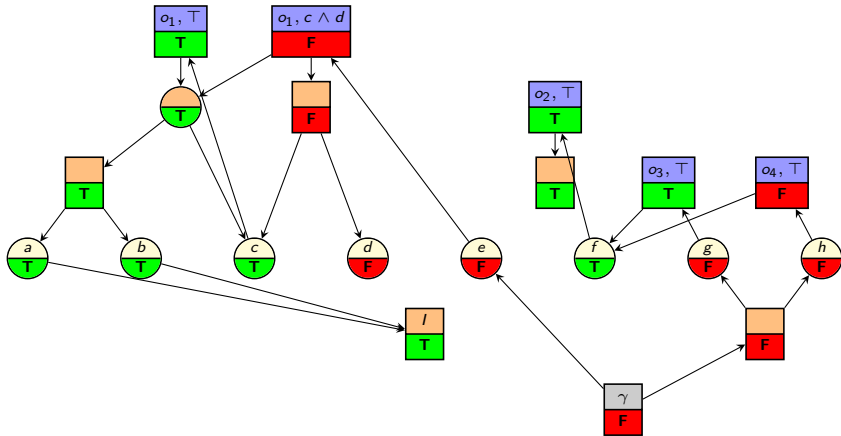 o₁, ⊤
T
o₁, c ∧ d
F
T
F
o₂, ⊤
T
T
T
o₃, ⊤
T
o₄, ⊤
F
a
T
b
T
c
T
d
F
e
F
f
T
g
F
h
F
I
T
F
γ
F